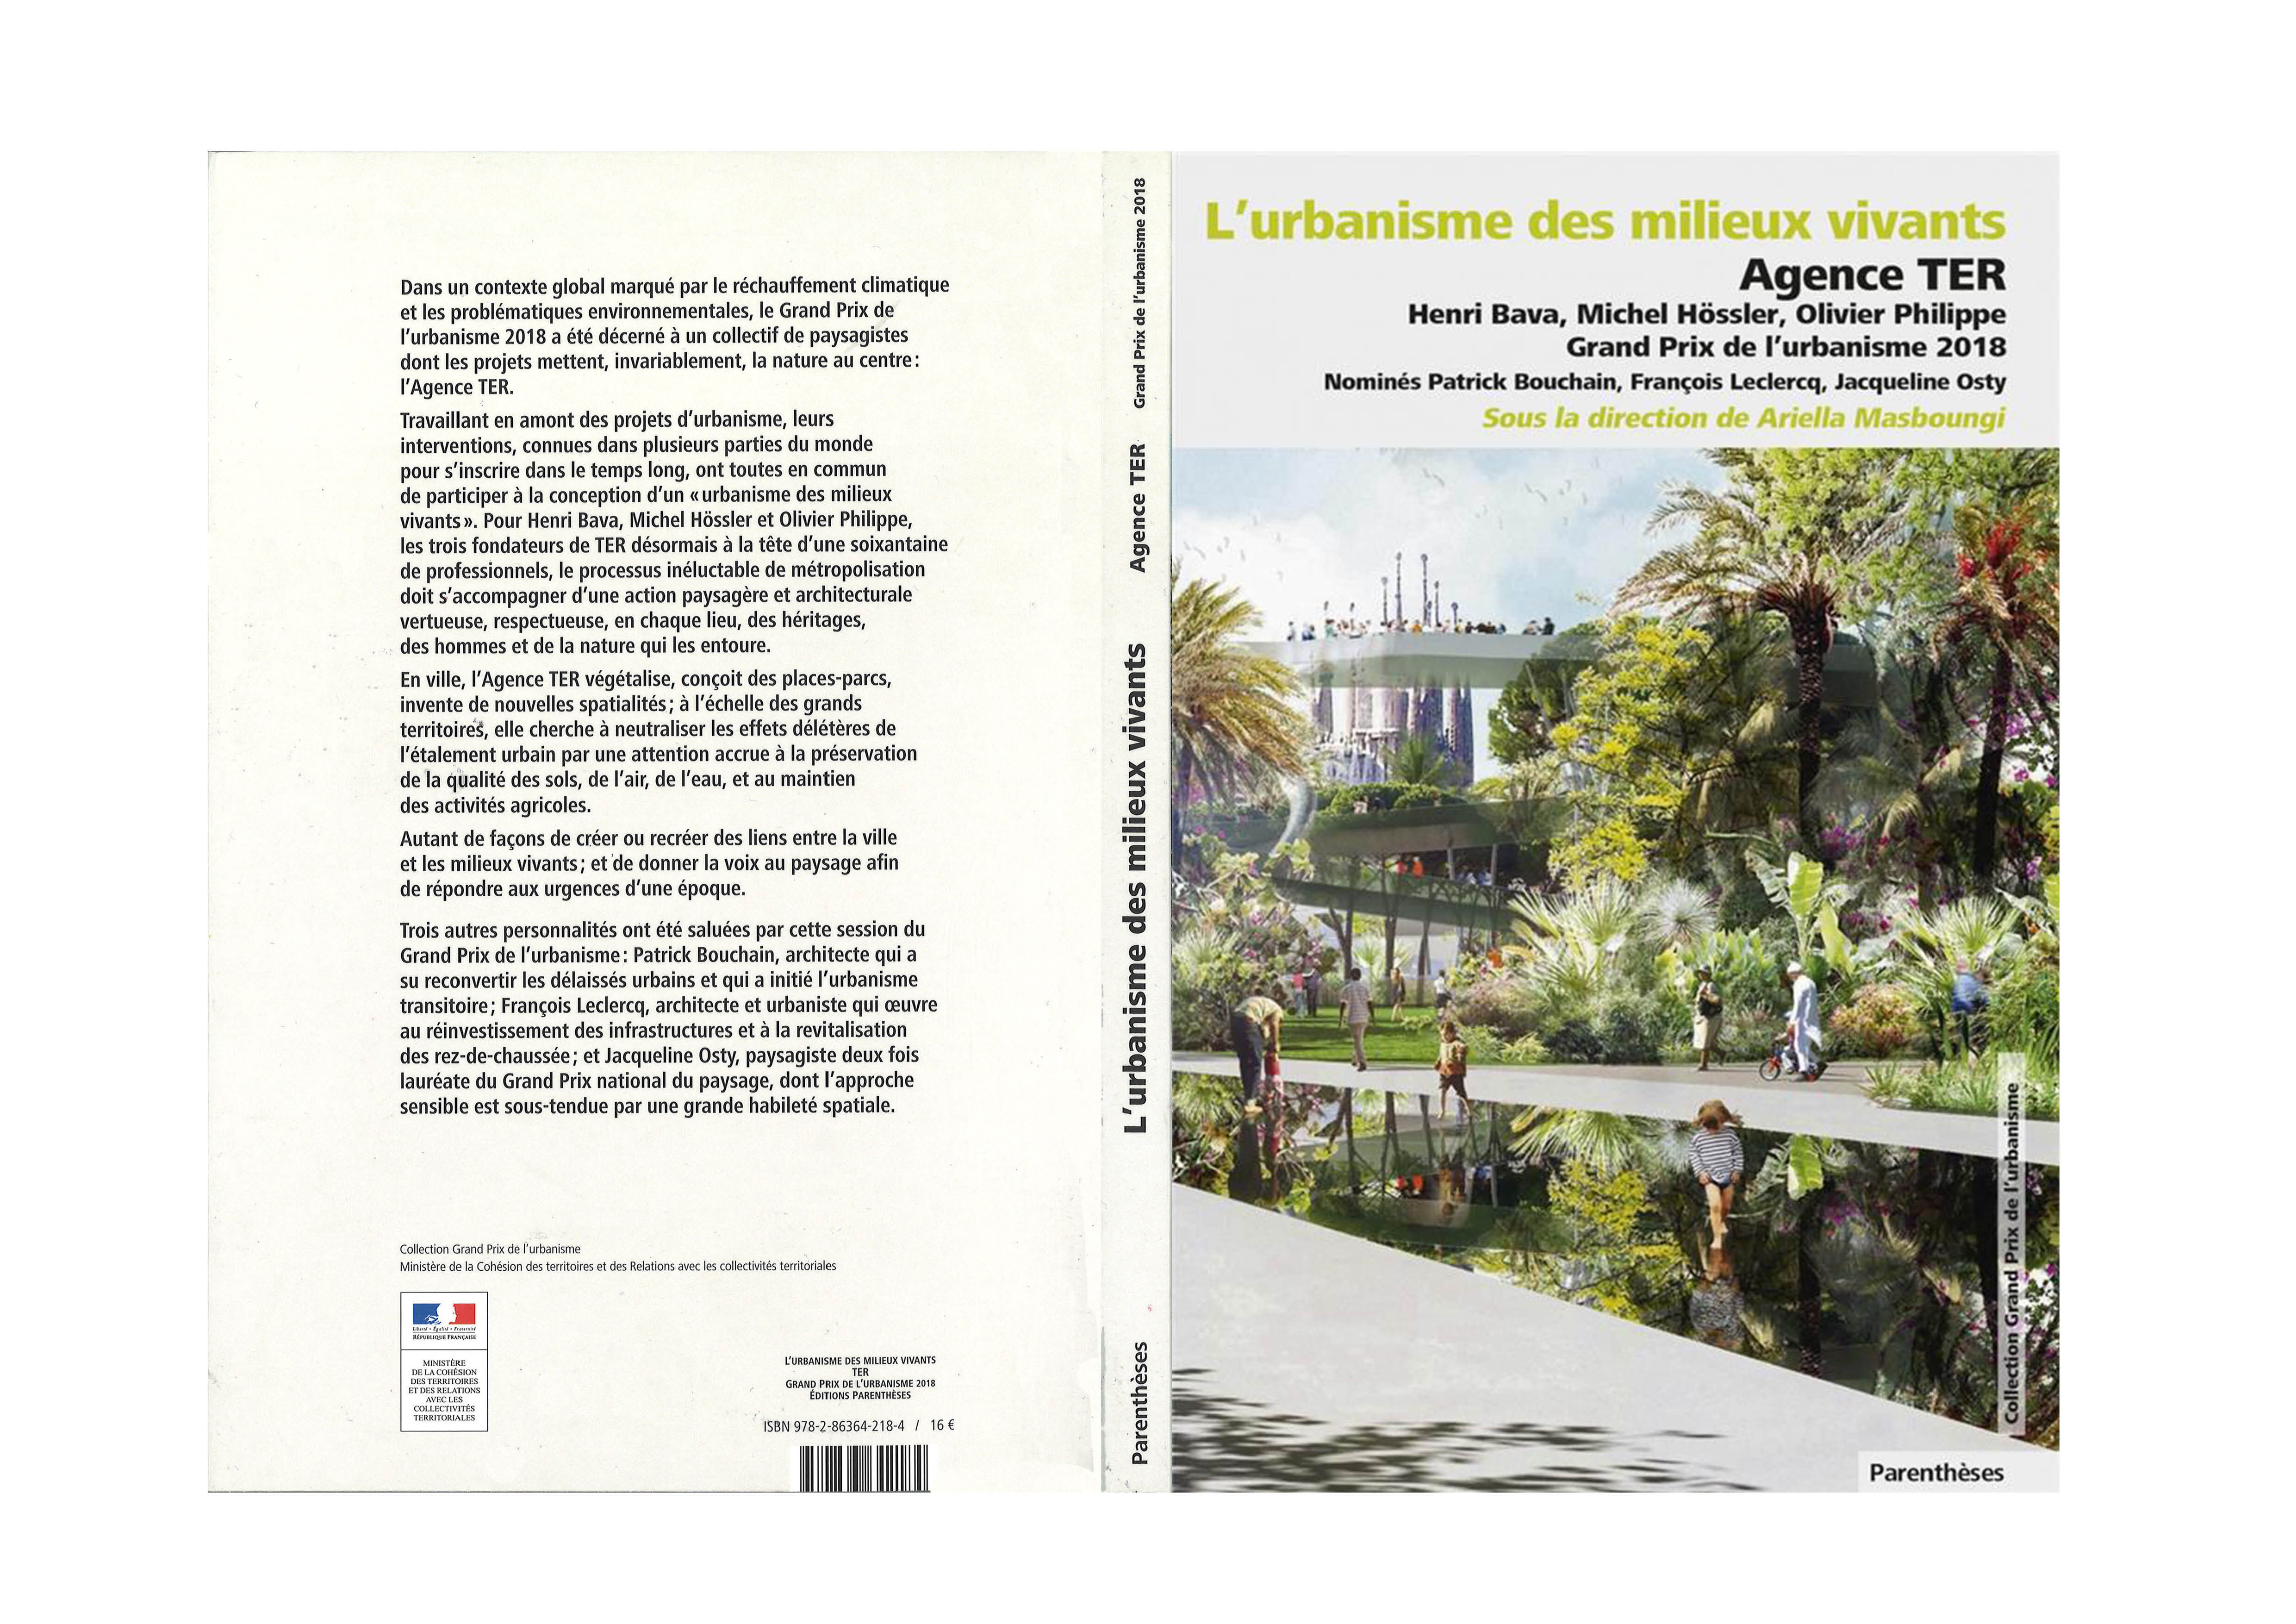 Dans un contexte global marqué par le réchauffement climatique
et les problématiques environnementales, le Grand Prix de
l'urbanisme 2018 a été décerné à un collectif de paysagistes
dont les projets mettent, invariablement, la nature au centre :
l'Agence TER.
Travaillant en amont des projets d'urbanisme, leurs
interventions, connues dans plusieurs parties du monde
pour s'inscrire dans le temps long, ont toutes en commun
de participer à la conception d'un « urbanisme des milieux
vivants ». Pour Henri Bava, Michel Hössler et Olivier Philippe,
les trois fondateurs de TER désormais à la tête d'une soixantaine
de professionnels, le processus inéluctable de métropolisation
doit s'accompagner d'une action paysagère et architecturale
vertueuse, respectueuse, en chaque lieu, des héritages,
des hommes et de la nature qui les entoure.
En ville, l'Agence TER végétalise, conçoit des places-parcs,
invente de nouvelles spatialités ; à l'échelle des grands
territoires, elle cherche à neutraliser les effets délétères de
l'étalement urbain par une attention accrue à la préservation
de la qualité des sols, de l'air, de l'eau, et au maintien
des activités agricoles.
Autant de façons de créer ou recréer des liens entre la ville
et les milieux vivants ; et de donner la voix au paysage afin
de répondre aux urgences d'une époque.
Trois autres personnalités ont été saluées par cette session du
Grand Prix de l'urbanisme : Patrick Bouchain, architecte qui a
su reconvertir les délaissés urbains et qui a initié l'urbanisme
transitoire ; François Leclercq, architecte et urbaniste qui œuvre
au réinvestissement des infrastructures et à la revitalisation
des rez-de-chaussée ; et Jacqueline Osty, paysagiste deux fois
lauréate du Grand Prix national du paysage, dont l'approche
sensible est sous-tendue par une grande habileté spatiale.
Collection Grand Prix de l'urbanisme
Ministère de la Cohésion des territoires et des Relations avec les collectivités territoriales
Liberté • Égalité • Fraternité
RÉPUBLIQUE FRANÇAISE
MINISTÈRE
DE LA COHÉSION
DES TERRITOIRES
ET DES RELATIONS
AVEC LES
COLLECTIVITÉS
TERRITORIALES
L'URBANISME DES MILIEUX VIVANTS
TER
GRAND PRIX DE L'URBANISME 2018
ÉDITIONS PARENTHÈSES
ISBN 978-2-86364-218-4 / 16 €
Parenthèses L'urbanisme des milieux vivants Agence TER Grand Prix de l'urbanisme 2018
L'urbanisme des milieux vivants
Agence TER
Henri Bava, Michel Hössler, Olivier Philippe
Grand Prix de l'urbanisme 2018
Nominés Patrick Bouchain, François Leclercq, Jacqueline Osty
Sous la direction de Ariella Masboungi
Collection Grand Prix de l'urbanisme
Parenthèses